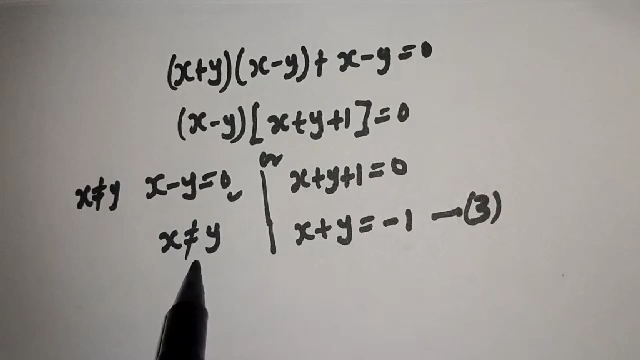 (x+y)(x-y)+ x-y=0
(x-y)[x+y+1]=0
or
x≠y x-y=0 | x+y+1=0
x≠y | x+y=-1 —(3)